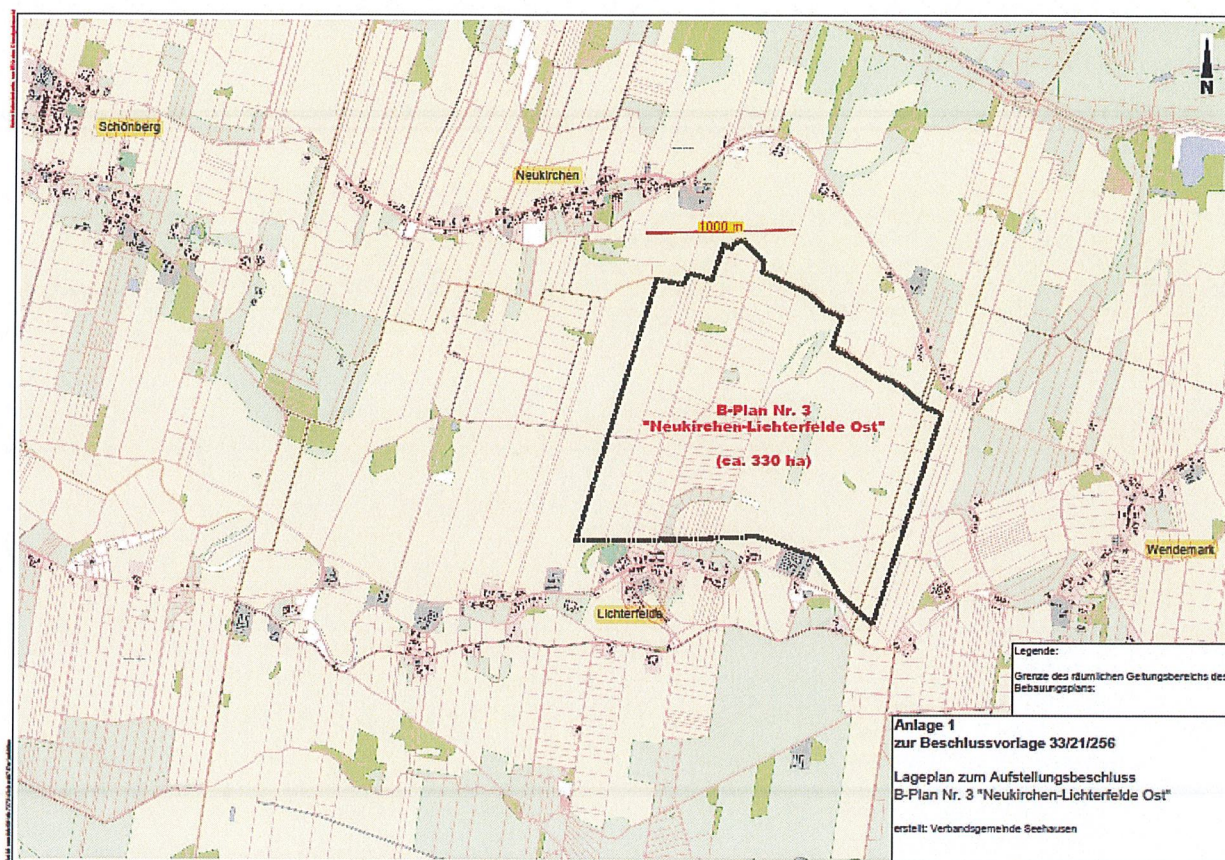 N
Schönberg
Neukirchen
1000 m
B-Plan Nr. 3
"Neukirchen-Lichterfelde Ost"
(ca. 330 ha)
Wendemark
Lichterfelde
Legende:
Grenze des räumlichen Geltungsbereichs des
Bebauungsplans:
Anlage 1
zur Beschlussvorlage 33/21/256
Lageplan zum Aufstellungsbeschluss
B-Plan Nr. 3 "Neukirchen-Lichterfelde Ost"
erstellt: Verbandsgemeinde Seehausen